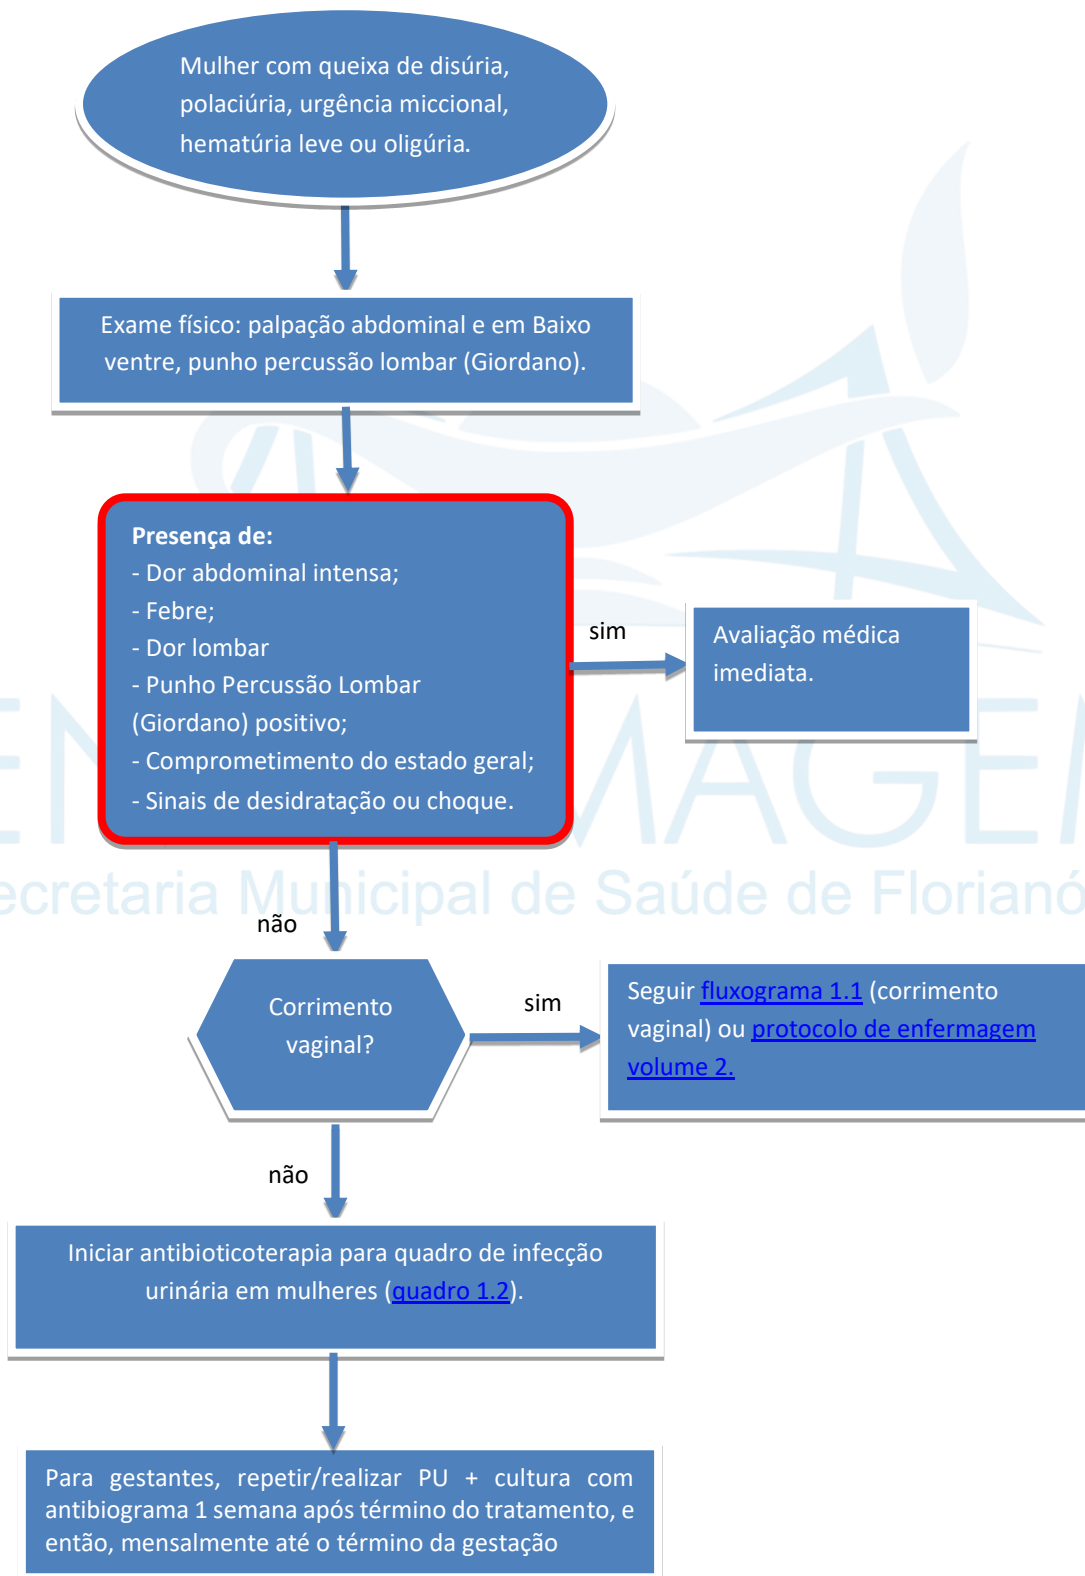 Mulher com queixa de disúria,
polaciúria, urgência miccional,
hematúria leve ou oligúria.
Exame físico: palpação abdominal e em Baixo
ventre, punho percussão lombar (Giordano).
Presença de:
- Dor abdominal intensa;
- Febre;
- Dor lombar
- Punho Percussão Lombar
(Giordano) positivo;
- Comprometimento do estado geral;
- Sinais de desidratação ou choque.
sim
Avaliação médica
imediata.
não
Corrimento
vaginal?
sim
Seguir fluxograma 1.1 (corrimento
vaginal) ou protocolo de enfermagem
volume 2.
não
Iniciar antibioticoterapia para quadro de infecção
urinária em mulheres (quadro 1.2).
Para gestantes, repetir/realizar PU + cultura com
antibiograma 1 semana após término do tratamento, e
então, mensalmente até o término da gestação
ecretaria Municipal de Saúde de Florianó